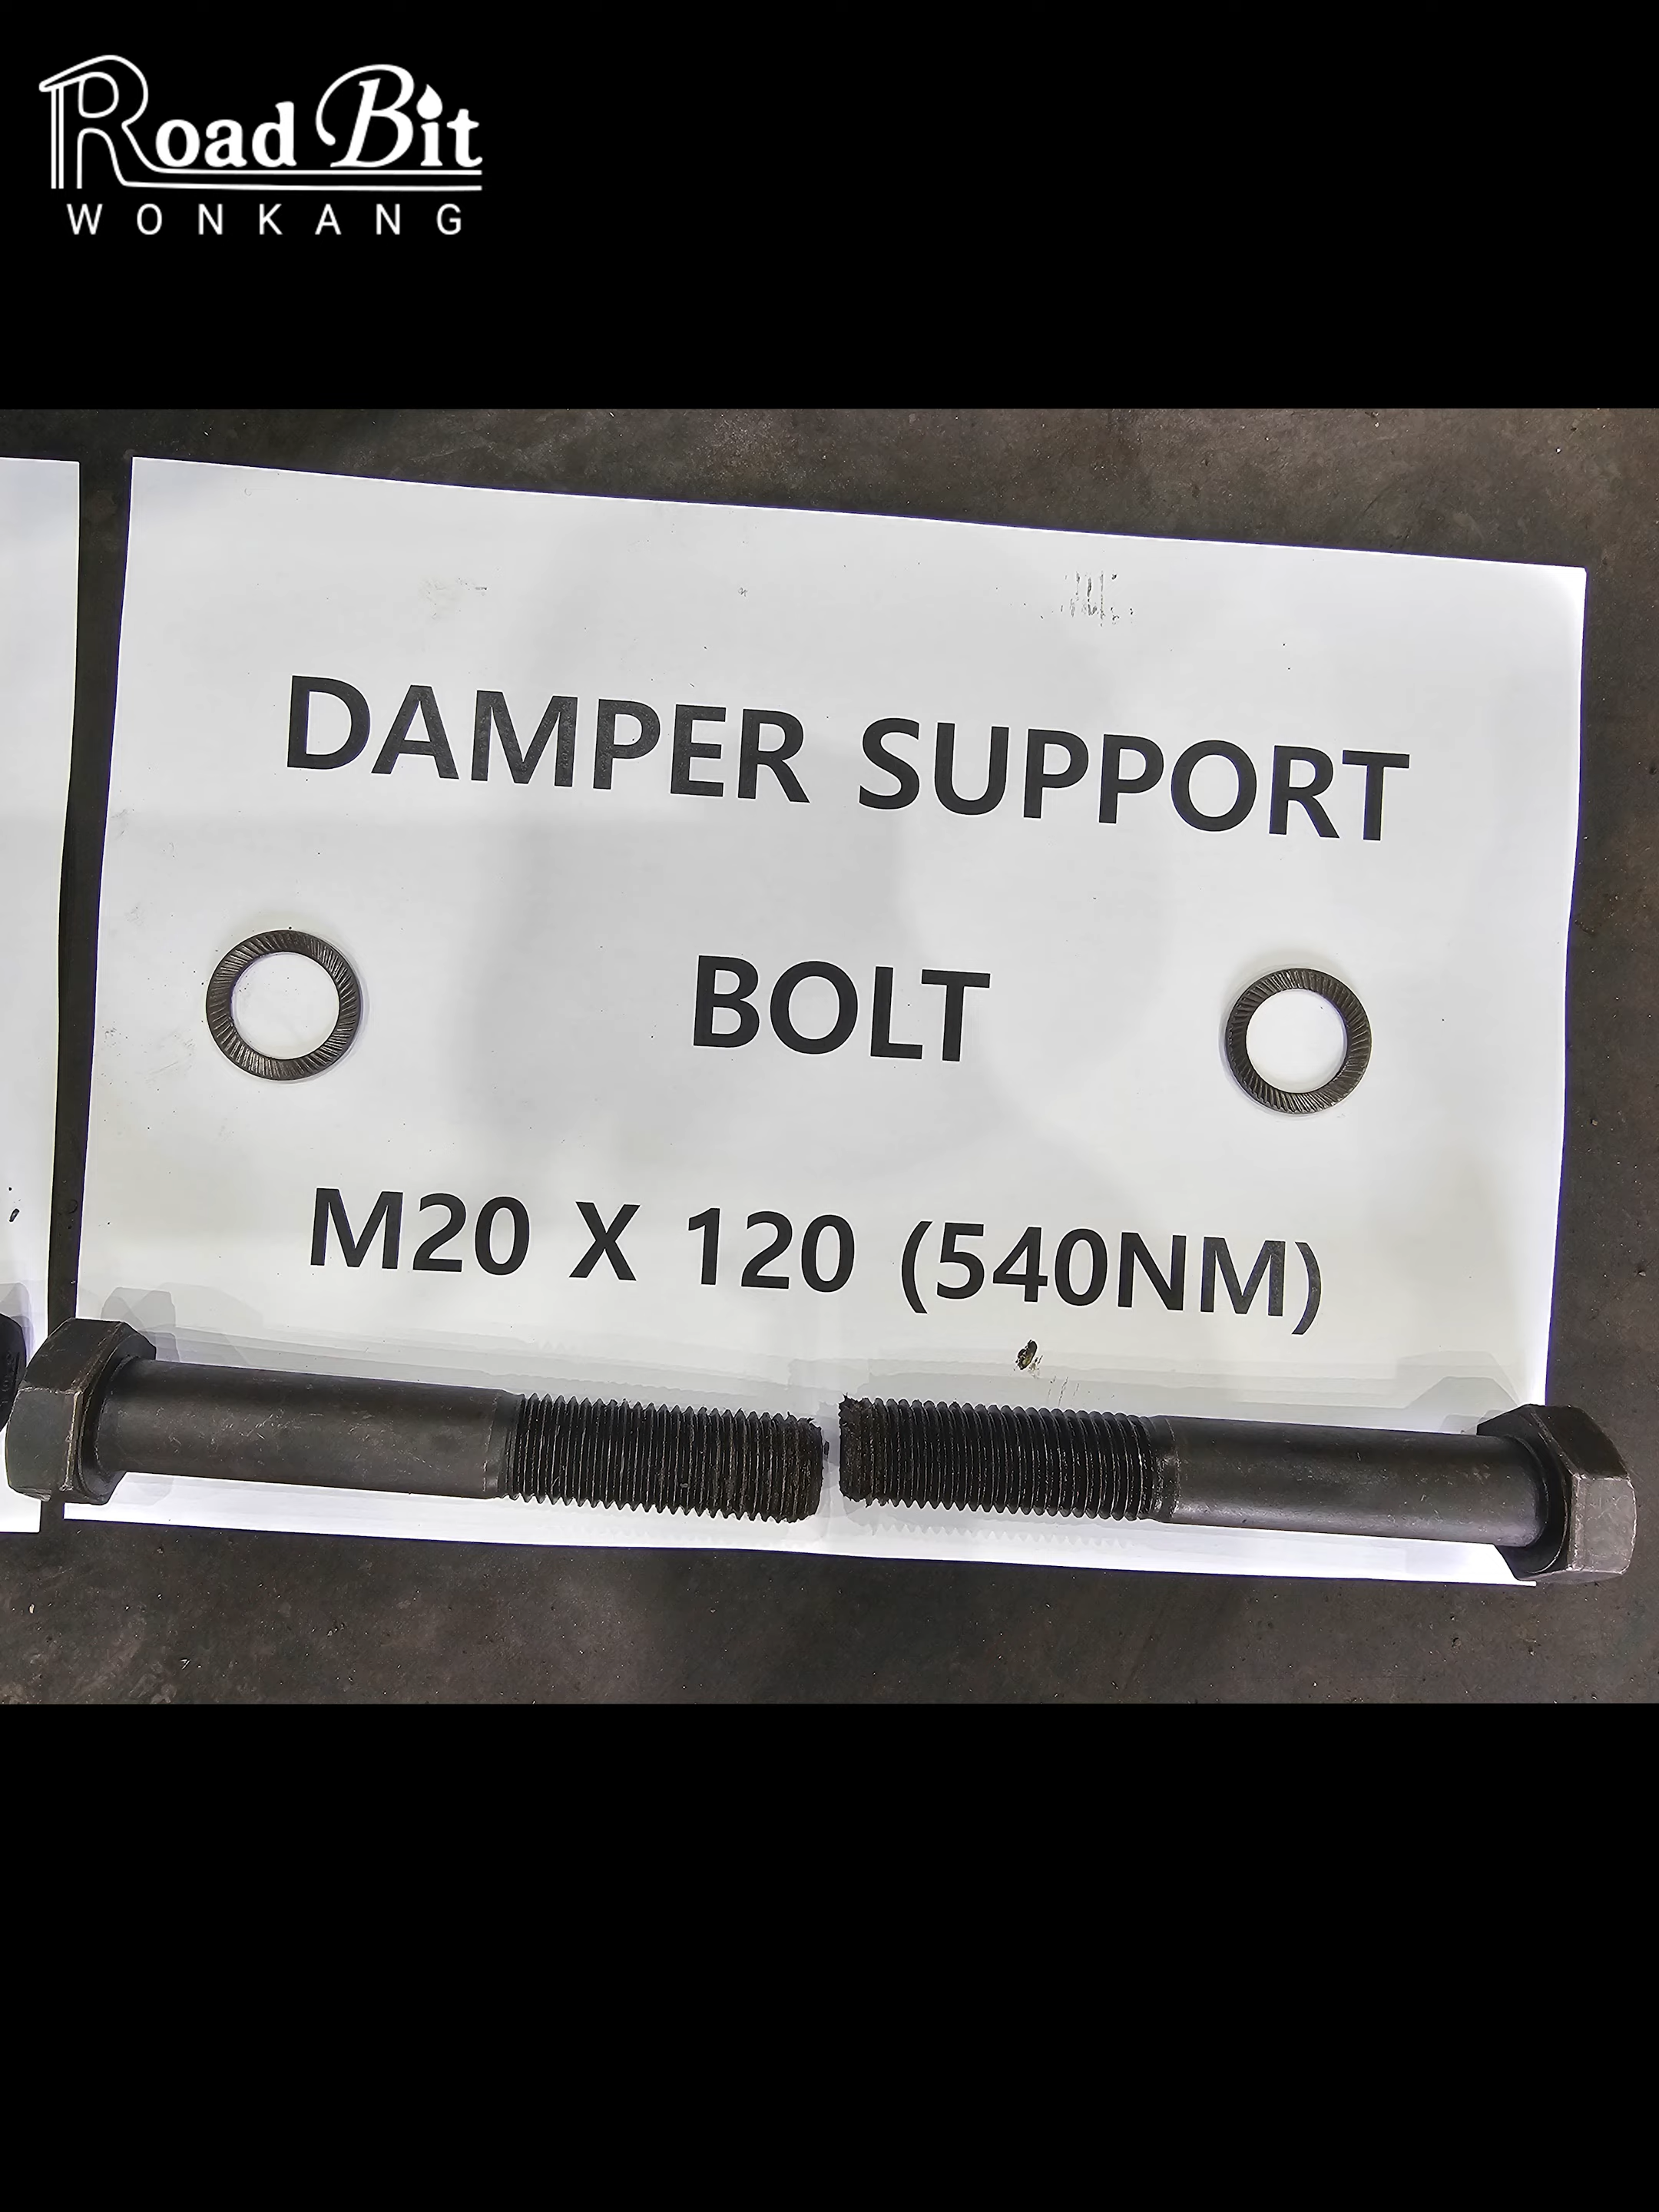 Road Bit
WONKANG
DAMPER SUPPORT
BOLT
M20 X 120 (540NM)